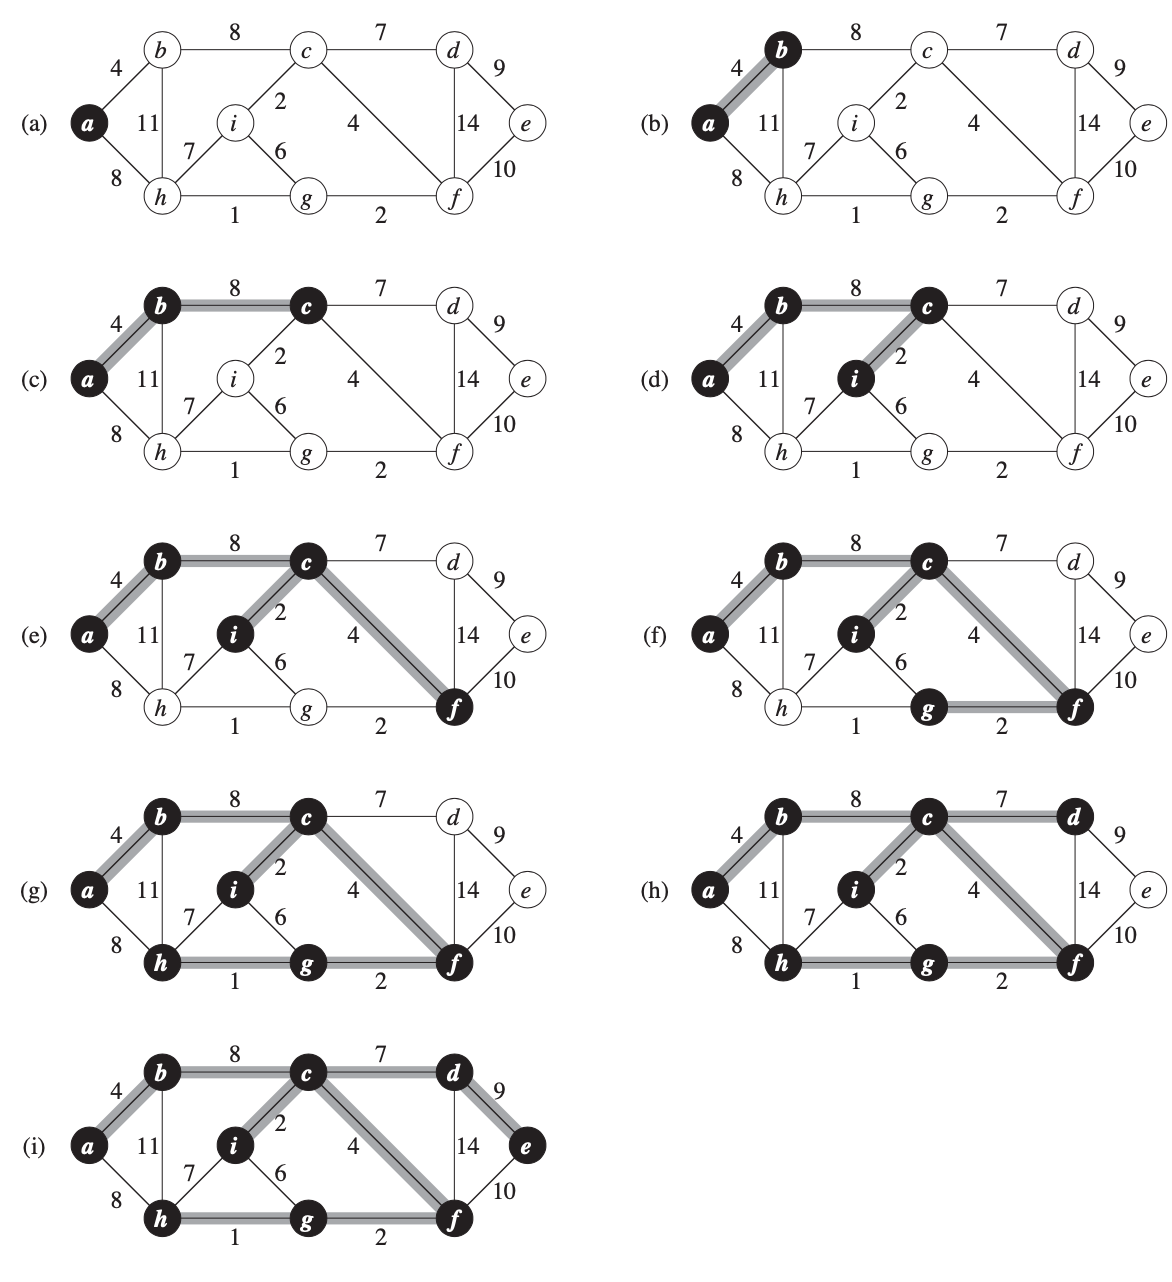 8 7 8 7
b c d b c d
4 9 4 9
2 2
(a) a 11 i 4 14 e (b) a 11 i 4 14 e
7 6 7 6
8 10 8 10
h g f h g f
1 2 1 2
8 7 8 7
b c d b c d
4 9 4 9
2 2
(c) a 11 i 4 14 e (d) a 11 i 4 14 e
7 6 7 6
8 10 8 10
h g f h g f
1 2 1 2
8 7 8 7
b c d b c d
4 9 4 9
2 2
(e) a 11 i 4 14 e (f) a 11 i 4 14 e
7 6 7 6
8 10 8 10
h g f h g f
1 2 1 2
8 7 8 7
b c d b c d
4 9 4 9
2 2
(g) a 11 i 4 14 e (h) a 11 i 4 14 e
7 6 7 6
8 10 8 10
h g f h g f
1 2 1 2
8 7
b c d
4 9
2
(i) a 11 i 4 14 e
7 6
8 10
h g f
1 2